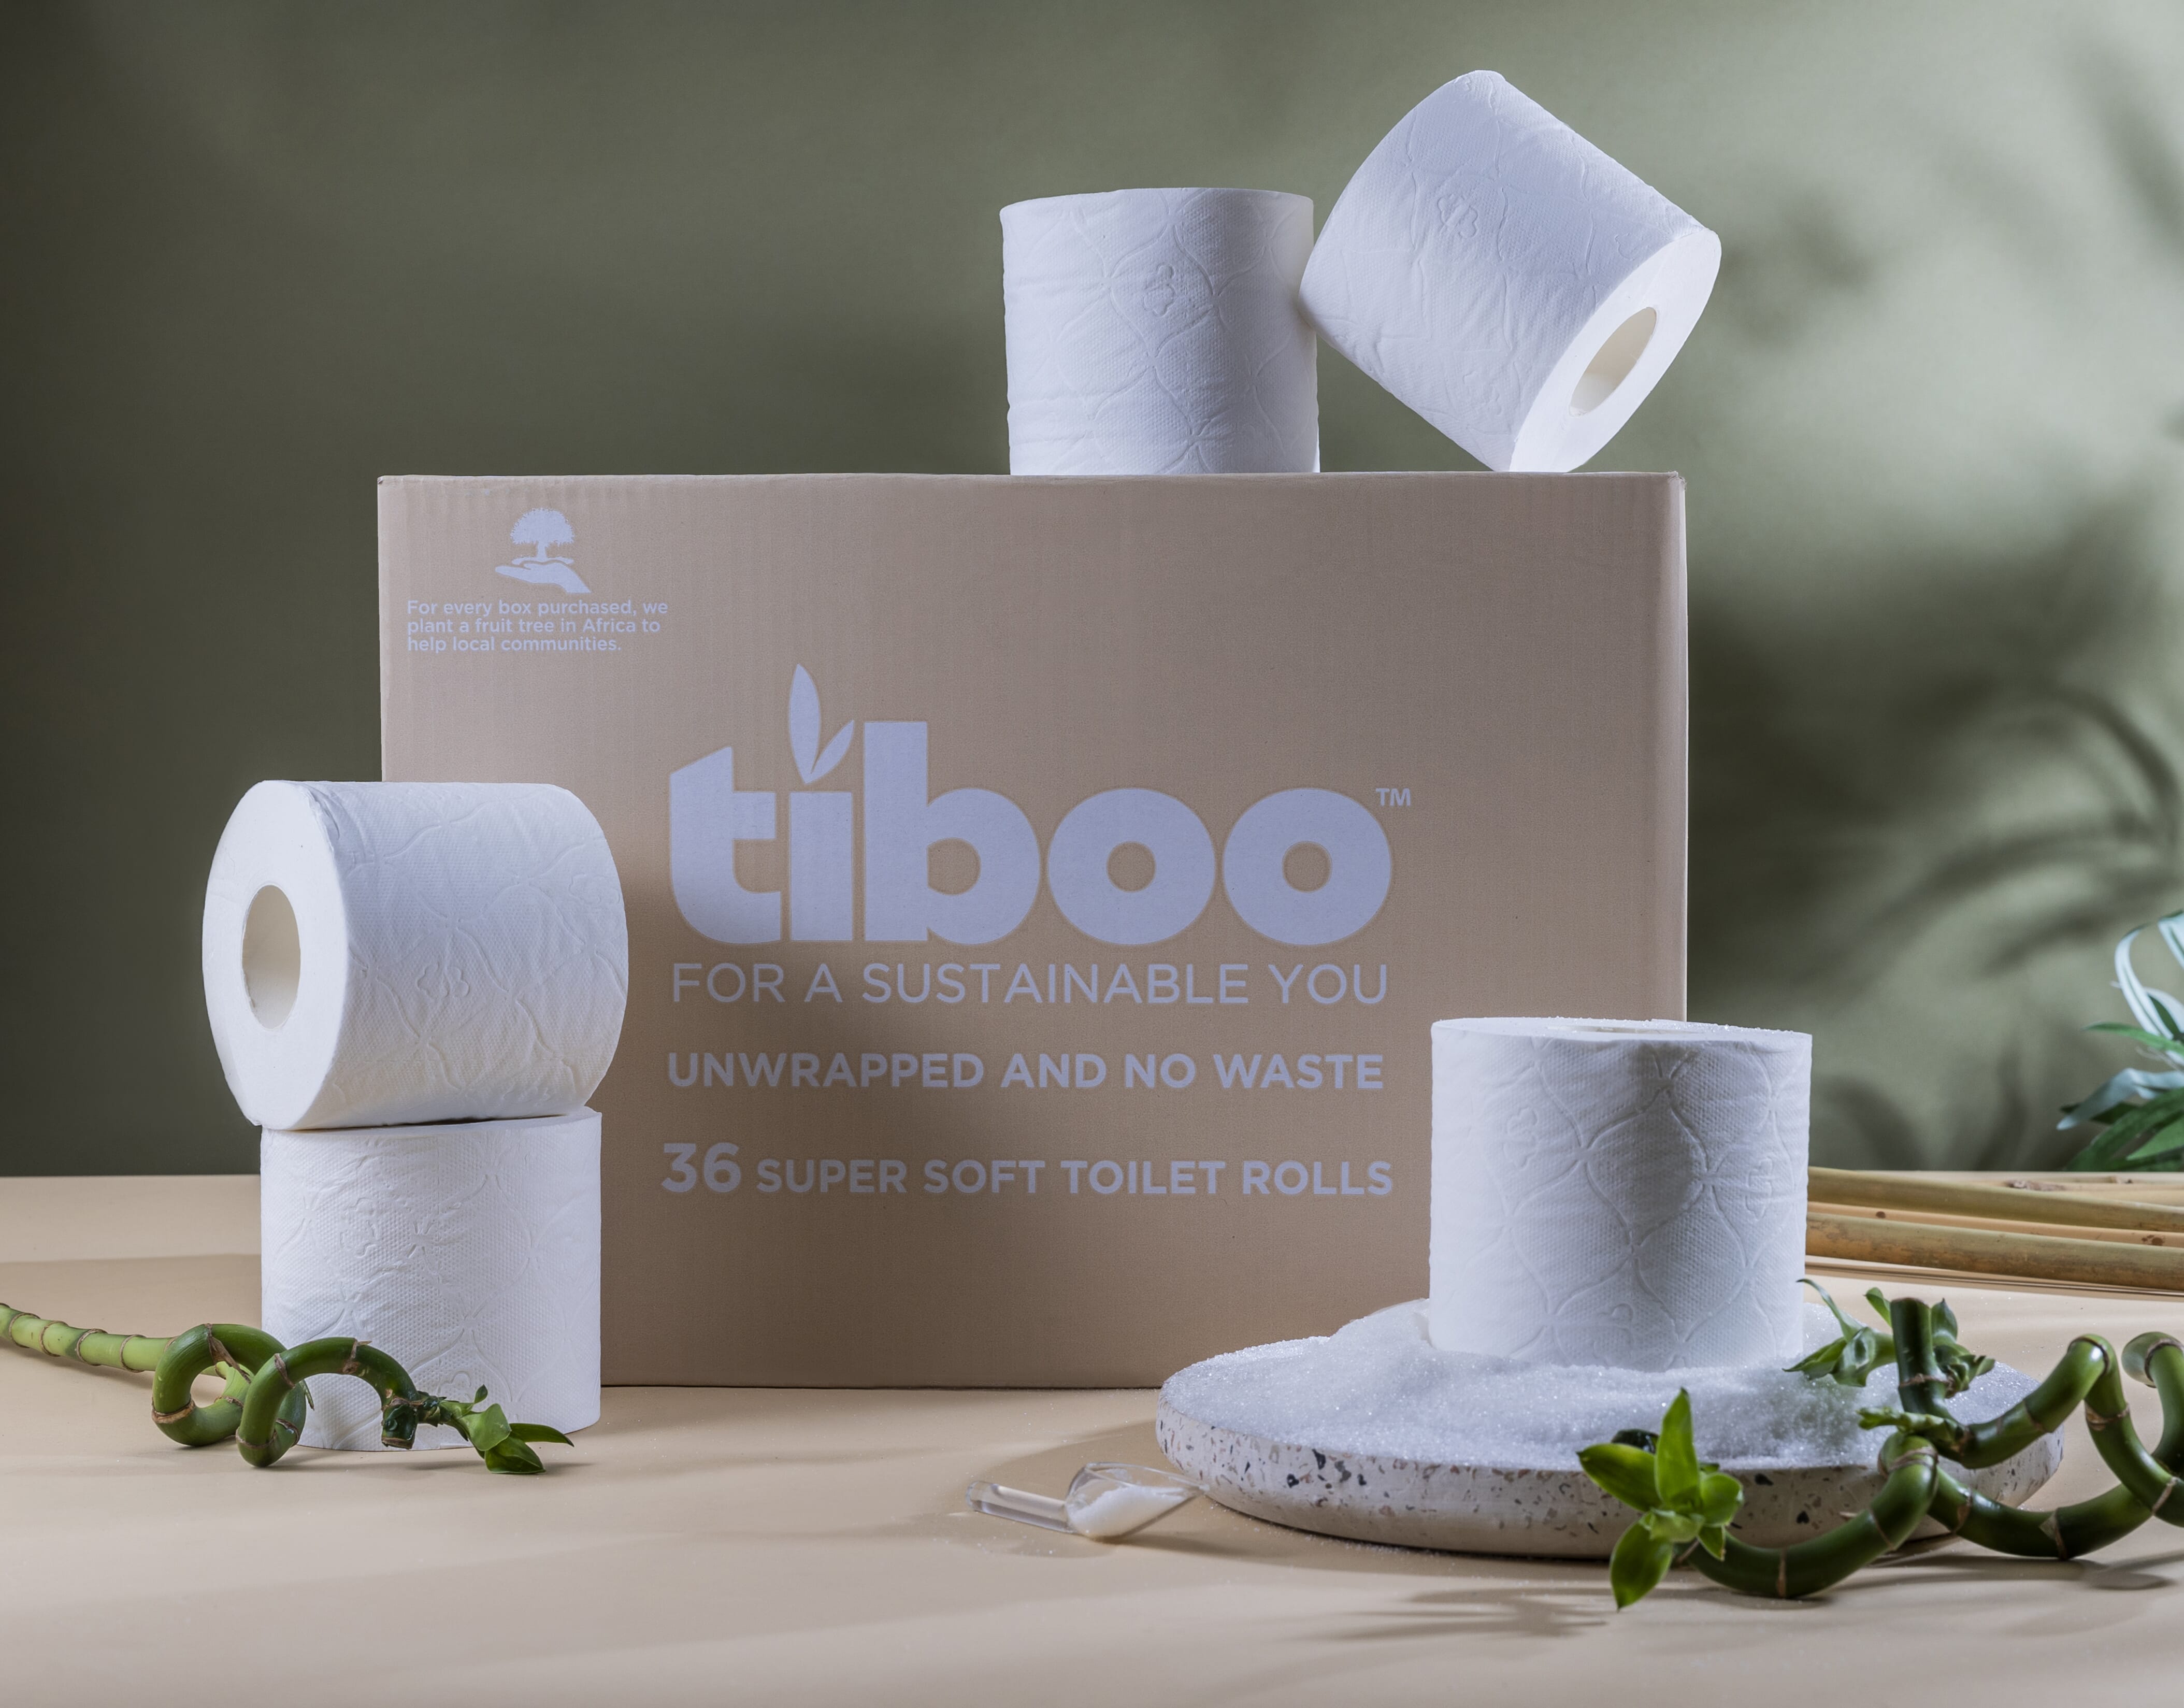 For every box purchased, we
plant a fruit tree in Africa to
help local communities.
tiboo™
FOR A SUSTAINABLE YOU
UNWRAPPED AND NO WASTE
36 SUPER SOFT TOILET ROLLS